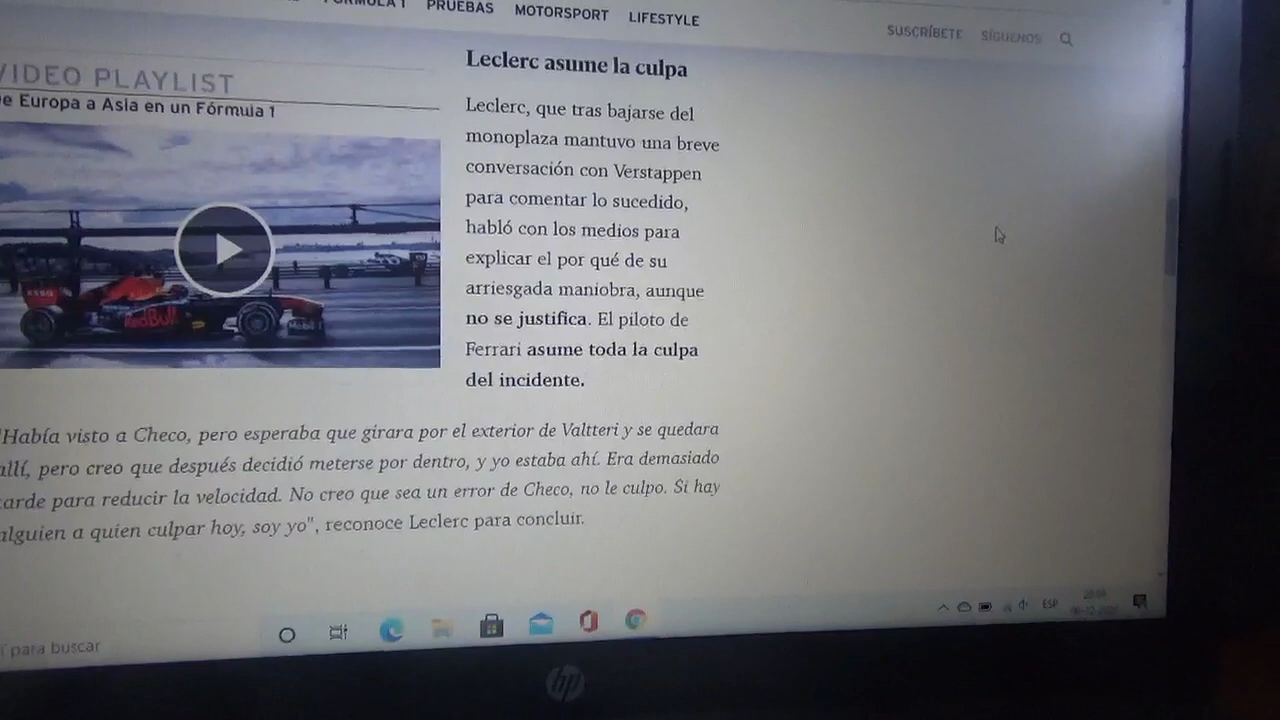 FORMULA 1 PRUEBAS MOTORSPORT LIFESTYLE
SUSCRÍBETE SÍGUENOS
VIDEO PLAYLIST
De Europa a Asia en un Fórmula 1
RedBull
Leclerc asume la culpa
Leclerc, que tras bajarse del
monoplaza mantuvo una breve
conversación con Verstappen
para comentar lo sucedido,
habló con los medios para
explicar el por qué de su
arriesgada maniobra, aunque
no se justifica. El piloto de
Ferrari asume toda la culpa
del incidente.
"Había visto a Checo, pero esperaba que girara por el exterior de Valtteri y se quedara
allí, pero creo que después decidió meterse por dentro, y yo estaba ahí. Era demasiado
tarde para reducir la velocidad. No creo que sea un error de Checo, no le culpo. Si hay
alguien a quien culpar hoy, soy yo", reconoce Leclerc para concluir.
para buscar
ESP
hp